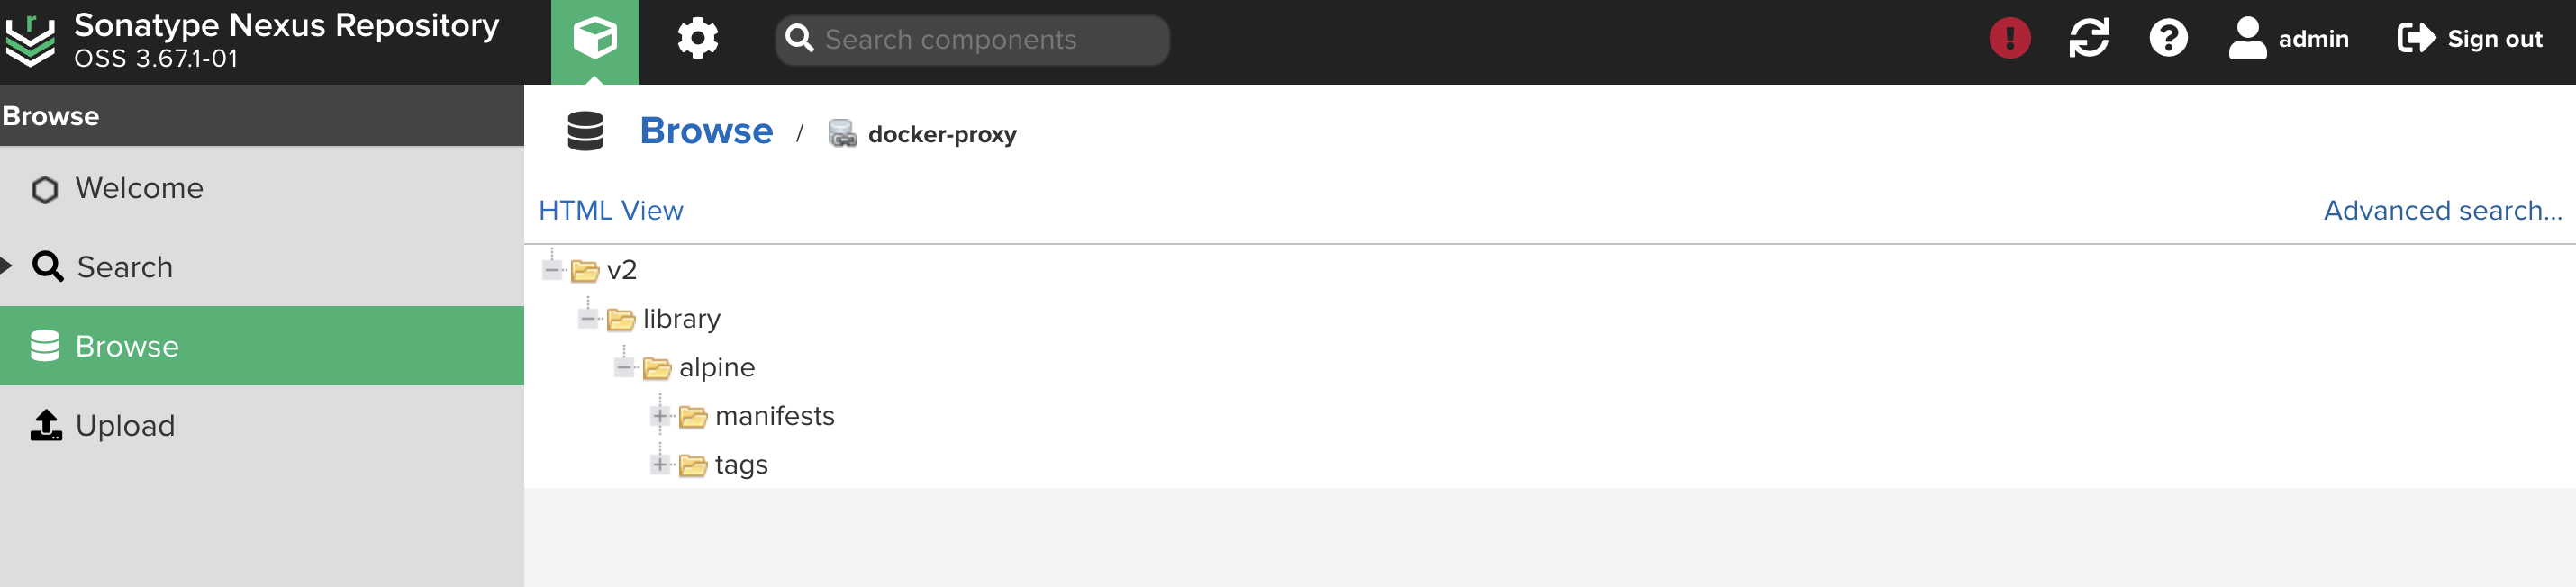 Sonatype Nexus Repository
OSS 3.67.1-01
Search components
admin
Sign out
Browse
Welcome
Search
Browse
Upload
Browse / docker-proxy
HTML View
Advanced search...
v2
library
alpine
manifests
tags